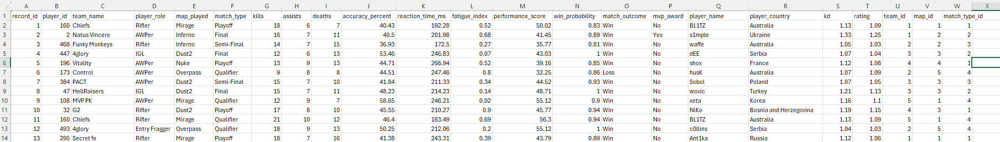 A B C D E F G H I J K L M N O P Q R S T U V W X
1 record_id player_id team_name player_role map_played match_type kills assists deaths accuracy_percent reaction_time_ms fatigue_index performance_score win_probability match_outcome mvp_award player_name player_country kd rating team_id map_id match_type_id
2 1 160 Chiefs Rifler Mirage Playoff 18 6 7 40.43 192.28 0.52 50.02 0.83 Win No BL1TZ Australia 1.13 1.09 1 1 1
3 2 2 Natus Vincere AWPer Inferno Final 16 7 11 40.5 201.98 0.68 41.45 0.89 Win Yes s1mple Ukraine 1.33 1.25 1 2 2
4 3 468 Funky Monkeys Rifler Inferno Semi-Final 14 7 15 36.93 172.5 0.27 35.77 0.81 Win No waffe Australia 1.05 1.03 2 2 3
5 4 447 4glory IGL Dust2 Final 12 6 13 53.46 246.83 0.07 43.03 1 Win No dEE Serbia 1.07 1.04 3 3 2
6 5 196 Vitality AWPer Nuke Playoff 13 9 13 44.71 266.94 0.52 39.16 0.85 Win No shox France 1.12 1.08 4 4 1
7 6 173 Control AWPer Overpass Qualifier 9 8 8 44.51 247.46 0.8 32.25 0.86 Loss No husK Australia 1.07 1.09 2 5 4
8 7 384 PACT AWPer Dust2 Semi-Final 15 7 10 41.84 211.33 0.34 44.52 0.93 Win No Sobol Poland 1.07 1.05 3 3 3
9 8 47 HellRaisers IGL Dust2 Final 15 7 11 48.23 214.23 0.14 48.71 1 Win No woxic Turkey 1.21 1.13 3 3 2
10 9 108 MVP PK AWPer Mirage Qualifier 12 9 7 58.65 246.21 0.02 55.12 0.9 Win No xeta Korea 1.16 1.1 5 1 4
11 10 32 G2 Rifler Dust2 Playoff 17 8 10 45.55 210.27 0.9 45.77 0.94 Win No NiKo Bosnia and Herzegovina 1.19 1.15 4 3 1
12 11 160 Chiefs Rifler Mirage Qualifier 21 10 12 46.4 183.49 0.69 56.3 0.94 Win No BL1TZ Australia 1.13 1.09 5 1 4
13 12 493 4glory Entry Fragger Overpass Qualifier 18 9 13 50.25 212.06 0.2 55.12 1 Win No c0llins Serbia 1.04 1.03 2 5 4
14 13 295 Secret fe Rifler Mirage Playoff 18 7 16 41.38 243.31 0.39 43.79 0.89 Win No Ant1ka Russia 1.12 1.06 1 1 1